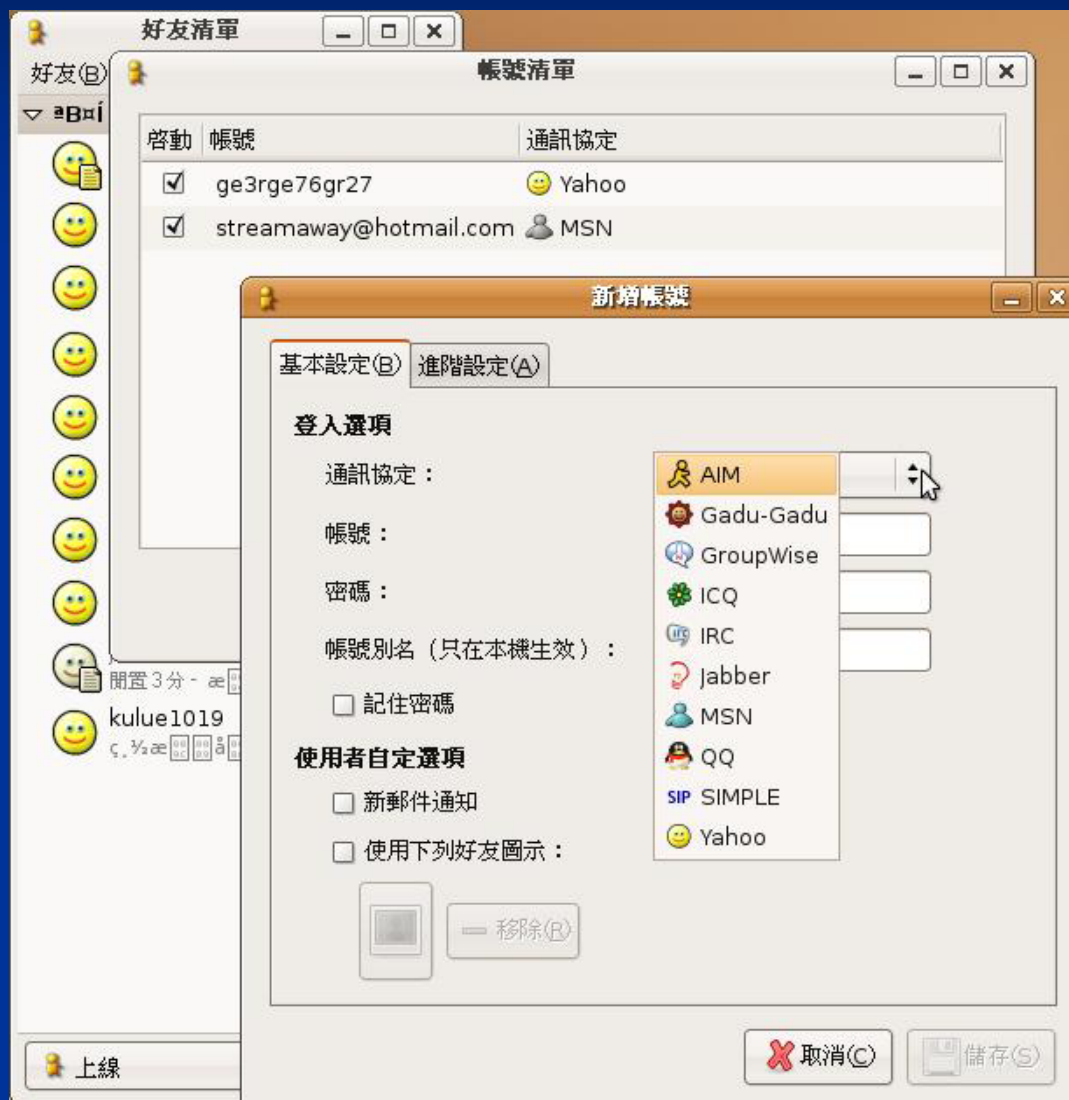 好友清單
好友(B)
帳號清單
ªB¤Í
啓動 帳號 通訊協定
ge3rge76gr27 Yahoo
streamaway@hotmail.com MSN
新增帳號
基本設定(B) 進階設定(A)
登入選項
通訊協定：
AIM
Gadu-Gadu
帳號：
GroupWise
密碼：
ICQ
IRC
帳號別名（只在本機生效）：
Jabber
閒置3分 - æ
記住密碼
MSN
kulue1019
QQ
使用者自定選項
SIP SIMPLE
新郵件通知
Yahoo
使用下列好友圖示：
移除(R)
上線
取消(C) 儲存(S)